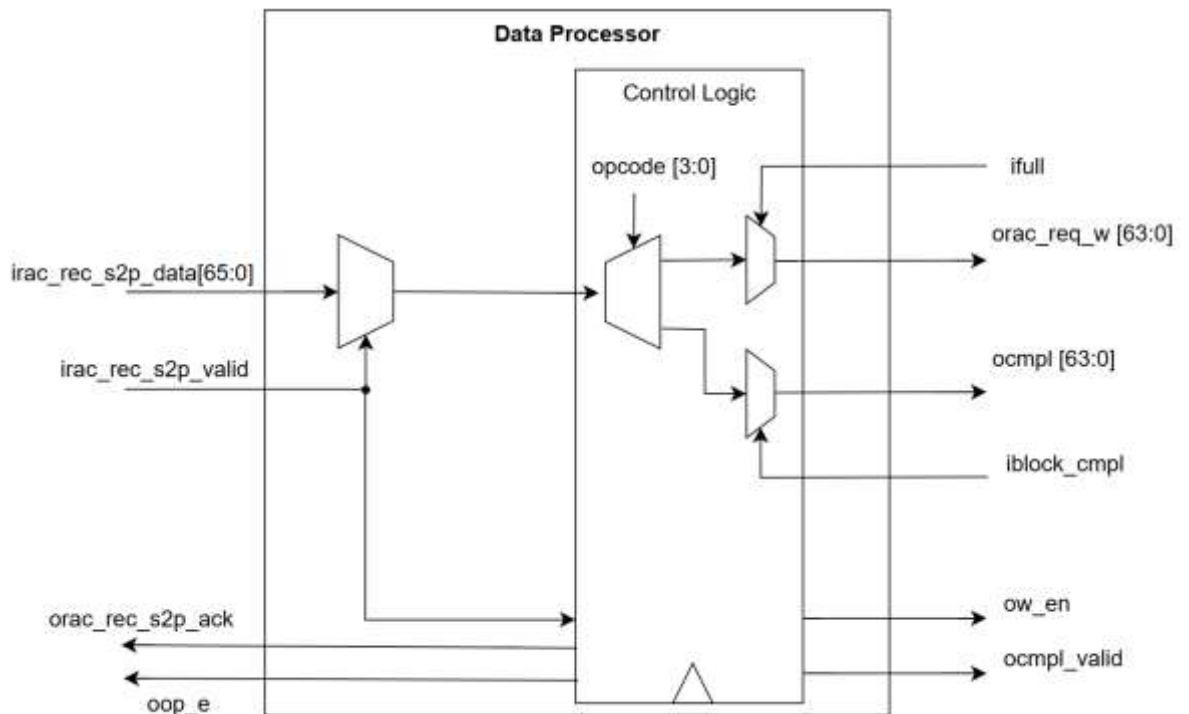 Data Processor
Control Logic
opcode [3:0]
ifull
orac_req_w [63:0]
irac_rec_s2p_data[65:0]
irac_rec_s2p_valid
ocmpl [63:0]
iblock_cmpl
orac_rec_s2p_ack
ow_en
ocmpl_valid
oop_e